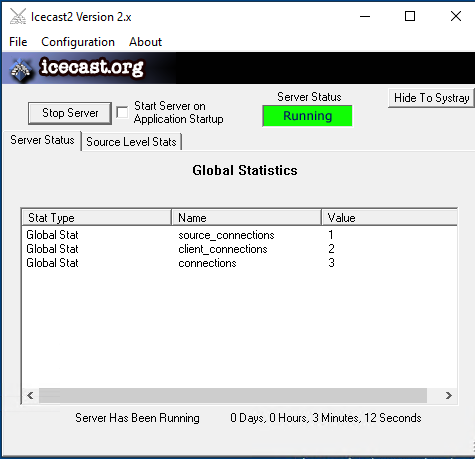 Icecast2 Version 2.x
File Configuration About
icecast.org
Stop Server
Start Server on
Application Startup
Server Status
Running
Hide To Systray
Server Status Source Level Stats
Global Statistics
Stat Type Name Value
Global Stat source_connections 1
Global Stat client_connections 2
Global Stat connections 3
Server Has Been Running 0 Days, 0 Hours, 3 Minutes, 12 Seconds